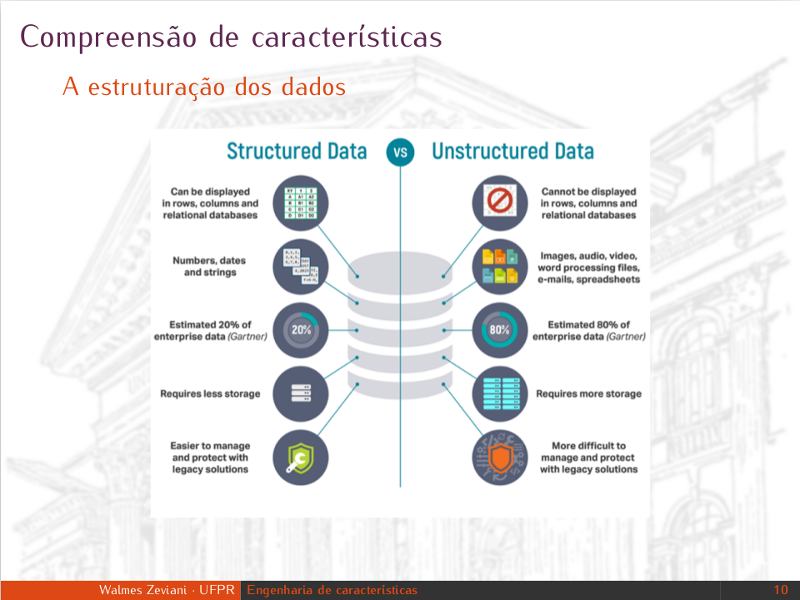 Compreensão de características
A estruturação dos dados
Structured Data
VS
Unstructured Data
Can be displayed
in rows, columns and
relational databases
Cannot be displayed
in rows, columns and
relational databases
Numbers, dates
and strings
Images, audio, video,
word processing files,
e-mails, spreadsheets
Estimated 20% of
enterprise data (Gartner)
20%
80%
Estimated 80% of
enterprise data (Gartner)
Requires less storage
Requires more storage
Easier to manage
and protect with
legacy solutions
More difficult to
manage and protect
with legacy solutions
Walmes Zeviani · UFPR
Engenharia de características
10